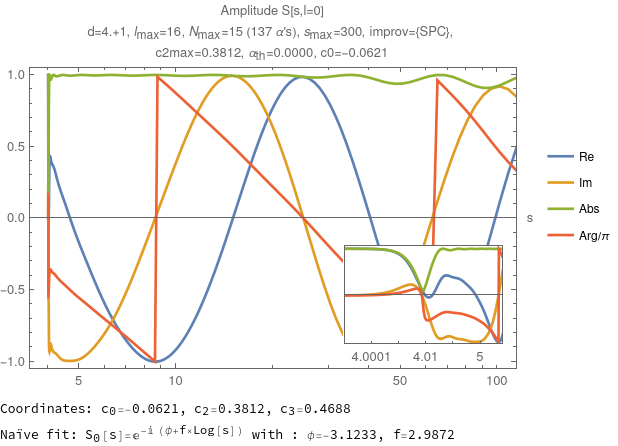 Amplitude S[s,l=0]
d=4.+1, lmax=16, Nmax=15 (137 α's), smax=300, improv={SPC},
c2max=0.3812, αth=0.0000, c0=-0.0621
1.0
0.5
0.0
-0.5
-1.0
5
10
50
100
s
4.0001
4.01
5
Re
Im
Abs
Arg/π
Coordinates: c0=-0.0621, c2=0.3812, c3=0.4688
Naïve fit: S0[s]=e^-i (ϕ+f×Log[s]) with : ϕ=-3.1233, f=2.9872